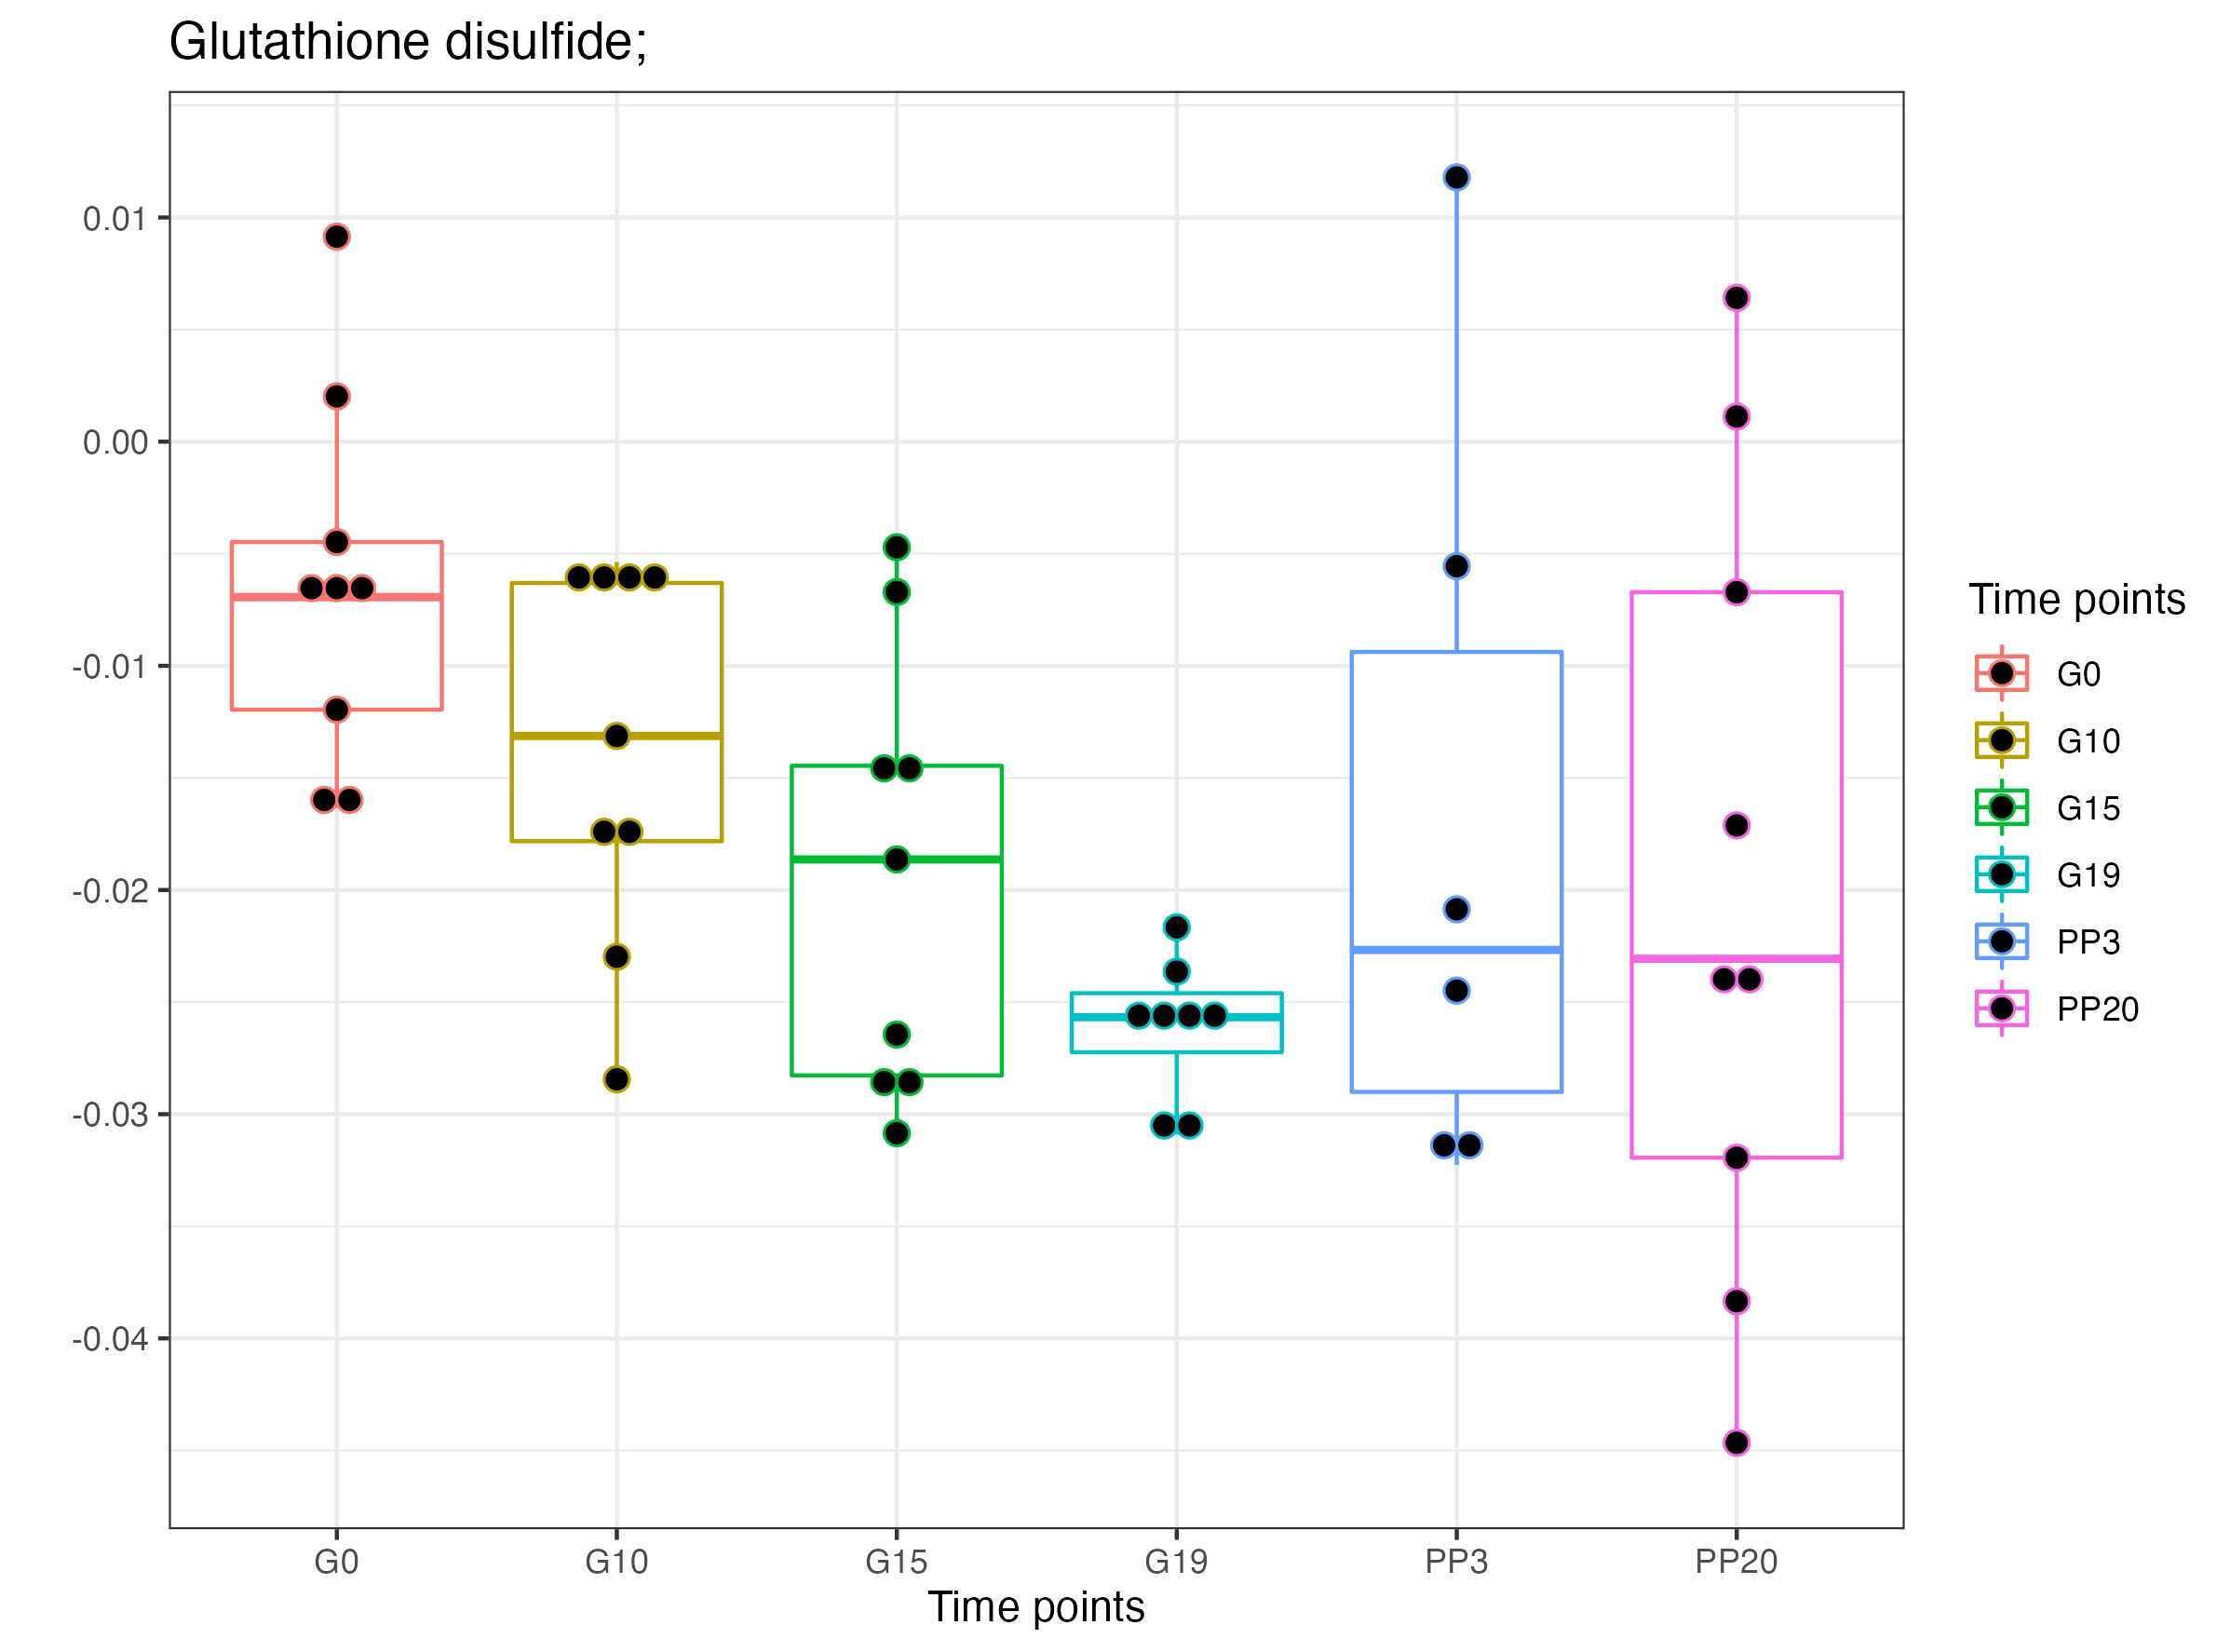 Glutathione disulfide;
0.01
0.00
-0.01
-0.02
-0.03
-0.04
G0 G10 G15 G19 PP3 PP20
Time points
Time points
G0
G10
G15
G19
PP3
PP20